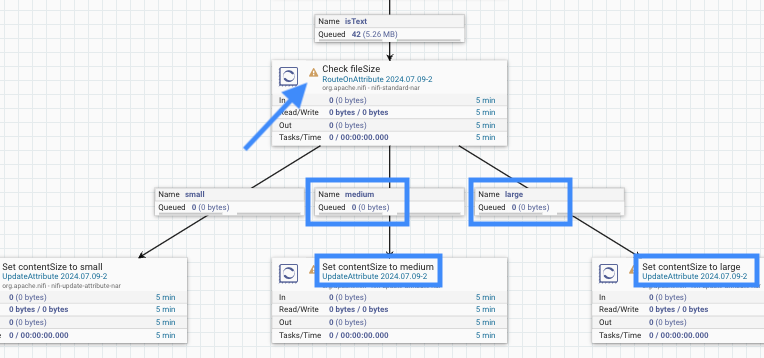 Name isText
Queued 42 (5.26 MB)
Check fileSize
RouteOnAttribute 2024.07.09-2
org.apache.nifi - nifi-standard-nar
In 0 (0 bytes) 5 min
Read/Write 0 bytes / 0 bytes 5 min
Out 0 (0 bytes) 5 min
Tasks/Time 0 / 00:00:00.000 5 min
Name small
Queued 0 (0 bytes)
Name medium
Queued 0 (0 bytes)
Name large
Queued 0 (0 bytes)
Set contentSize to small
UpdateAttribute 2024.07.09-2
org.apache.nifi - nifi-update-attribute-nar
0 (0 bytes) 5 min
0 bytes / 0 bytes 5 min
0 (0 bytes) 5 min
0 / 00:00:00.000 5 min
Set contentSize to medium
UpdateAttribute 2024.07.09-2
In 0 (0 bytes) 5 min
Read/Write 0 bytes / 0 bytes 5 min
Out 0 (0 bytes) 5 min
Tasks/Time 0 / 00:00:00.000 5 min
Set contentSize to large
UpdateAttribute 2024.07.09-2
In 0 (0 bytes)
Read/Write 0 bytes / 0 bytes
Out 0 (0 bytes)
Tasks/Time 0 / 00:00:00.000